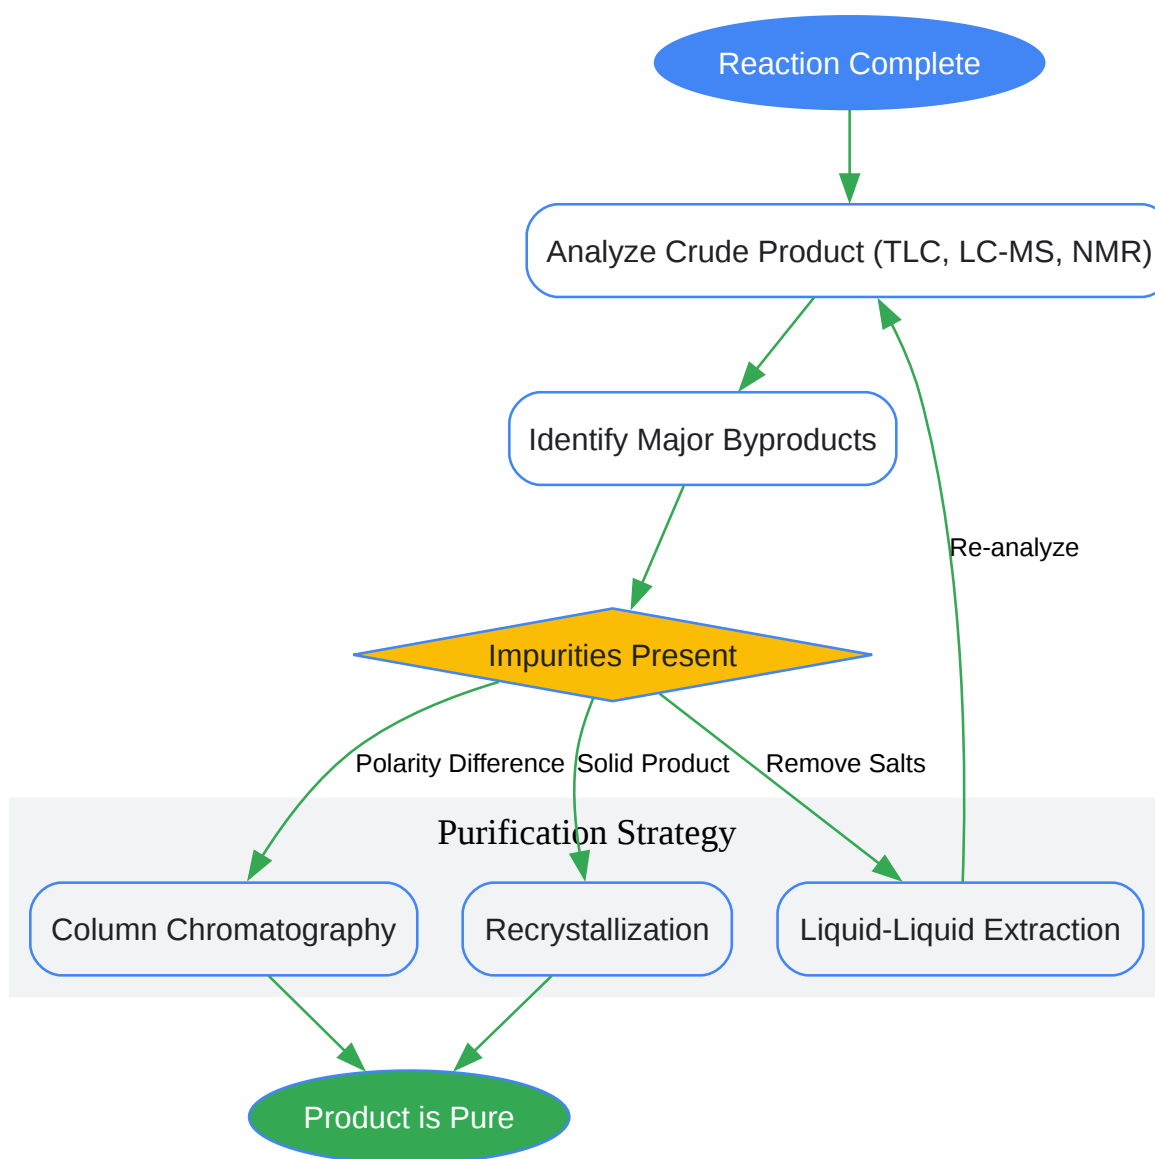 Reaction Complete
Analyze Crude Product (TLC, LC-MS, NMR)
Identify Major Byproducts
Re-analyze
Impurities Present
Polarity Difference
Solid Product
Remove Salts
Purification Strategy
Column Chromatography
Recrystallization
Liquid-Liquid Extraction
Product is Pure